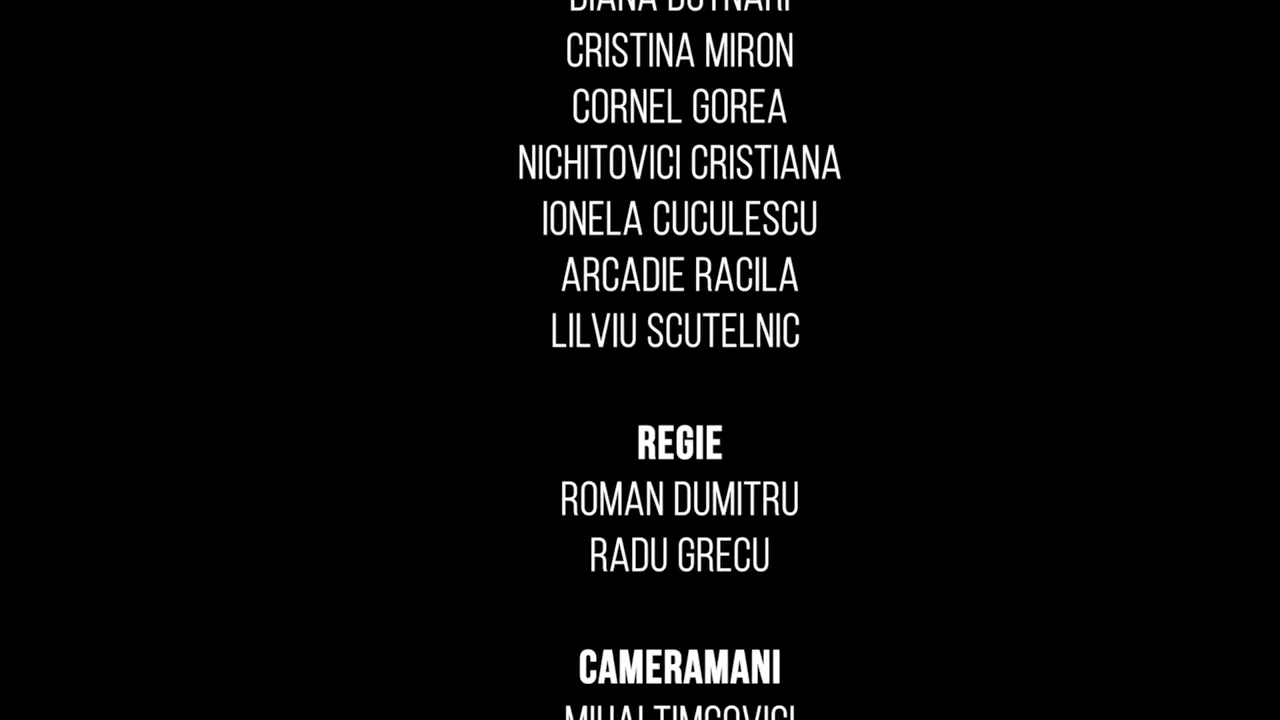 CRISTINA MIRON
CORNEL GOREA
NICHITOVICI CRISTIANA
IONELA CUCULESCU
ARCADIE RACILA
LILVIU SCUTELNIC
REGIE
ROMAN DUMITRU
RADU GRECU
CAMERAMANI